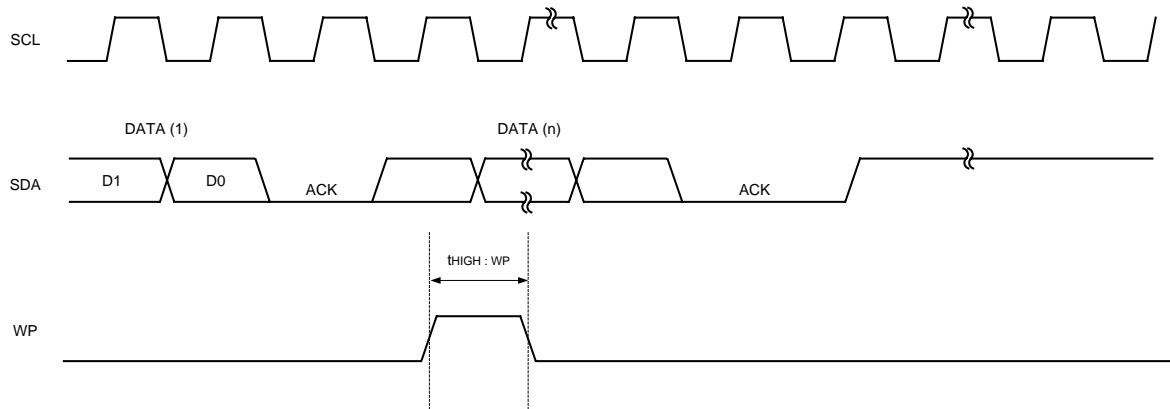 SCL
DATA (1)
DATA (n)
SDA
D1
D0
ACK
ACK
tHIGH : WP
WP